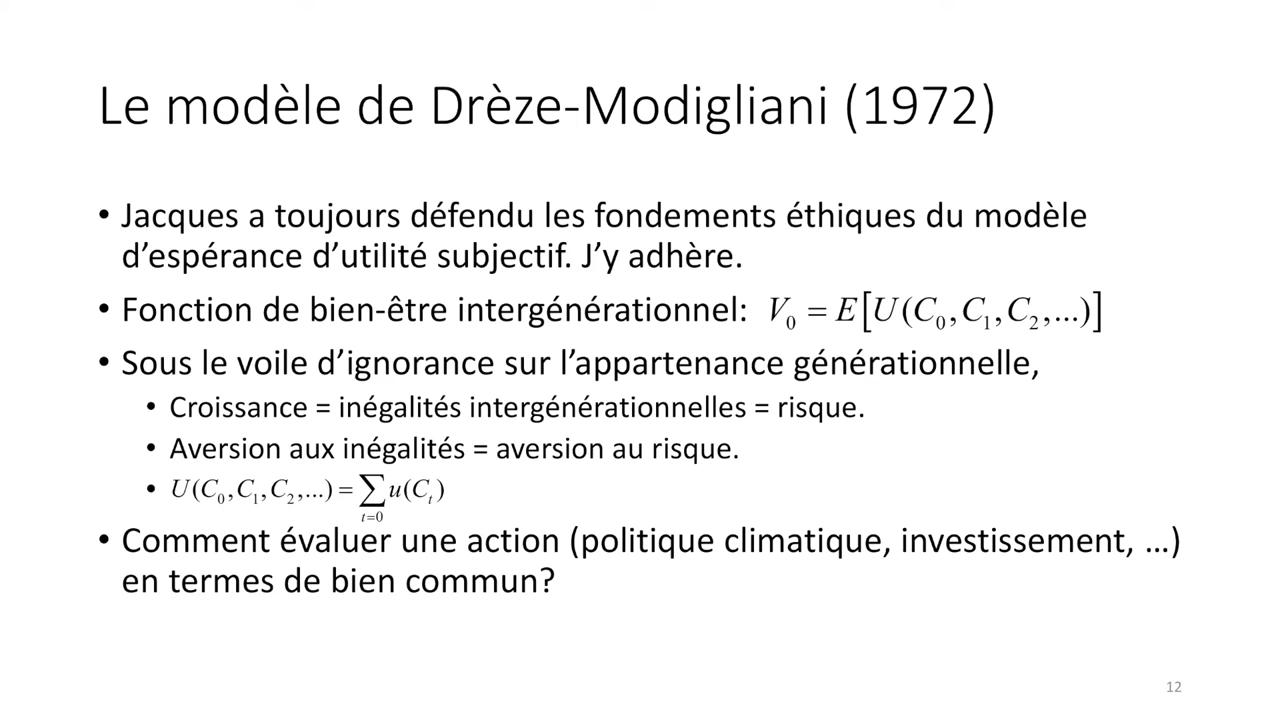 Le modèle de Drèze-Modigliani (1972)
• Jacques a toujours défendu les fondements éthiques du modèle
d’espérance d’utilité subjectif. J’y adhère.
• Fonction de bien-être intergénérationnel: V₀ = E[U(C₀,C₁,C₂,...)]
• Sous le voile d’ignorance sur l’appartenance générationnelle,
• Croissance = inégalités intergénérationnelles = risque.
• Aversion aux inégalités = aversion au risque.
• U(C₀,C₁,C₂,...) = ∑_{t=0} u(C_t)
• Comment évaluer une action (politique climatique, investissement, …)
en termes de bien commun?
12